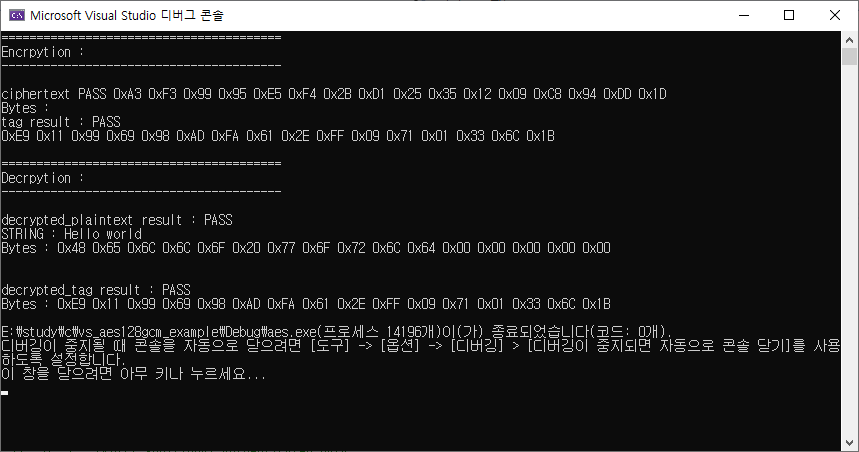 Microsoft Visual Studio 디버그 콘솔
========================================
Encrpytion :
----------------------------------------
ciphertext PASS 0xA3 0xF3 0x99 0x95 0xE5 0xF4 0x2B 0xD1 0x25 0x35 0x12 0x09 0xC8 0x94 0xDD 0x1D
Bytes :
tag result : PASS
0xE9 0x11 0x99 0x69 0x98 0xAD 0xFA 0x61 0x2E 0xFF 0x09 0x71 0x01 0x33 0x6C 0x1B
========================================
Decrpytion :
----------------------------------------
decrypted_plaintext result : PASS
STRING : Hello world
Bytes : 0x48 0x65 0x6C 0x6C 0x6F 0x20 0x77 0x6F 0x72 0x6C 0x64 0x00 0x00 0x00 0x00 0x00
decrypted_tag result : PASS
Bytes : 0xE9 0x11 0x99 0x69 0x98 0xAD 0xFA 0x61 0x2E 0xFF 0x09 0x71 0x01 0x33 0x6C 0x1B
E:\study\c\vs_aes128gcm_example\Debug\aes.exe(프로세스 14196개)이(가) 종료되었습니다(코드: 0개).
디버깅이 중지될 때 콘솔을 자동으로 닫으려면 [도구] -> [옵션] -> [디버깅] > [디버깅이 중지되면 자동으로 콘솔 닫기]를 사용
하도록 설정합니다.
이 창을 닫으려면 아무 키나 누르세요...